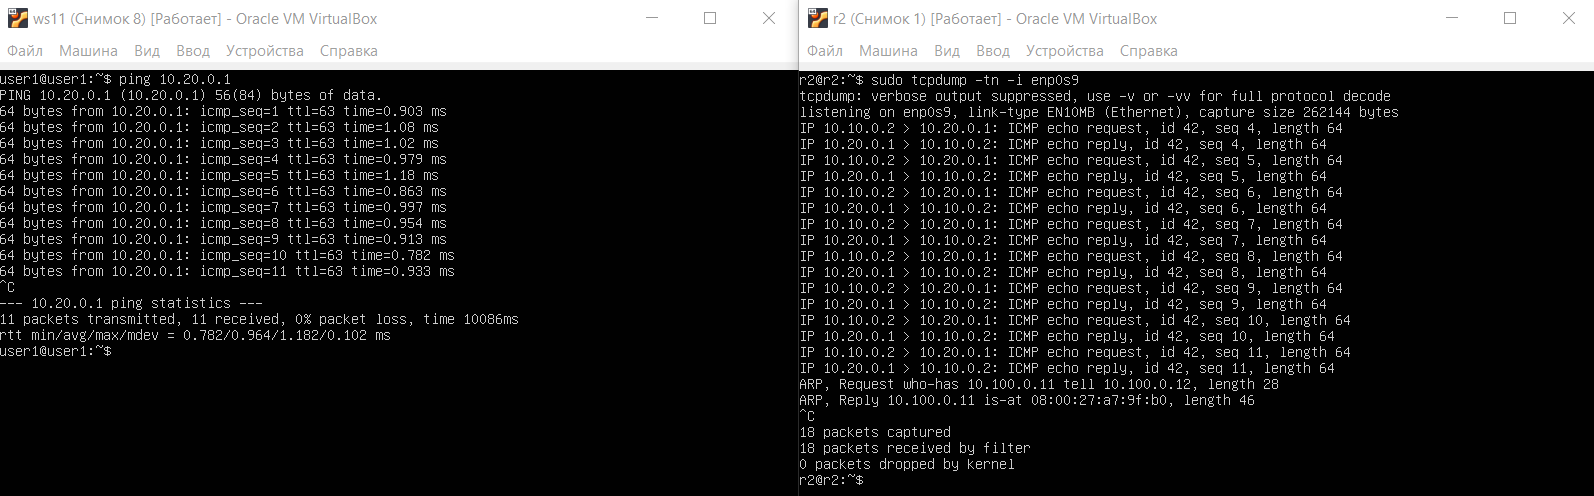 ws11 (Снимок 8) [Работает] - Oracle VM VirtualBox
Файл Машина Вид Ввод Устройства Справка
user1@user1:~$ ping 10.20.0.1
PING 10.20.0.1 (10.20.0.1) 56(84) bytes of data.
64 bytes from 10.20.0.1: icmp_seq=1 ttl=63 time=0.903 ms
64 bytes from 10.20.0.1: icmp_seq=2 ttl=63 time=1.08 ms
64 bytes from 10.20.0.1: icmp_seq=3 ttl=63 time=1.02 ms
64 bytes from 10.20.0.1: icmp_seq=4 ttl=63 time=0.979 ms
64 bytes from 10.20.0.1: icmp_seq=5 ttl=63 time=1.18 ms
64 bytes from 10.20.0.1: icmp_seq=6 ttl=63 time=0.863 ms
64 bytes from 10.20.0.1: icmp_seq=7 ttl=63 time=0.997 ms
64 bytes from 10.20.0.1: icmp_seq=8 ttl=63 time=0.954 ms
64 bytes from 10.20.0.1: icmp_seq=9 ttl=63 time=0.913 ms
64 bytes from 10.20.0.1: icmp_seq=10 ttl=63 time=0.782 ms
64 bytes from 10.20.0.1: icmp_seq=11 ttl=63 time=0.933 ms
^C
--- 10.20.0.1 ping statistics ---
11 packets transmitted, 11 received, 0% packet loss, time 10086ms
rtt min/avg/max/mdev = 0.782/0.964/1.182/0.102 ms
user1@user1:~$
r2 (Снимок 1) [Работает] - Oracle VM VirtualBox
Файл Машина Вид Ввод Устройства Справка
r2@r2:~$ sudo tcpdump -tn -i enp0s9
tcpdump: verbose output suppressed, use -v or -vv for full protocol decode
listening on enp0s9, link-type EN10MB (Ethernet), capture size 262144 bytes
IP 10.10.0.2 > 10.20.0.1: ICMP echo request, id 42, seq 4, length 64
IP 10.20.0.1 > 10.10.0.2: ICMP echo reply, id 42, seq 4, length 64
IP 10.10.0.2 > 10.20.0.1: ICMP echo request, id 42, seq 5, length 64
IP 10.20.0.1 > 10.10.0.2: ICMP echo reply, id 42, seq 5, length 64
IP 10.10.0.2 > 10.20.0.1: ICMP echo request, id 42, seq 6, length 64
IP 10.20.0.1 > 10.10.0.2: ICMP echo reply, id 42, seq 6, length 64
IP 10.10.0.2 > 10.20.0.1: ICMP echo request, id 42, seq 7, length 64
IP 10.20.0.1 > 10.10.0.2: ICMP echo reply, id 42, seq 7, length 64
IP 10.10.0.2 > 10.20.0.1: ICMP echo request, id 42, seq 8, length 64
IP 10.20.0.1 > 10.10.0.2: ICMP echo reply, id 42, seq 8, length 64
IP 10.10.0.2 > 10.20.0.1: ICMP echo request, id 42, seq 9, length 64
IP 10.20.0.1 > 10.10.0.2: ICMP echo reply, id 42, seq 9, length 64
IP 10.10.0.2 > 10.20.0.1: ICMP echo request, id 42, seq 10, length 64
IP 10.20.0.1 > 10.10.0.2: ICMP echo reply, id 42, seq 10, length 64
IP 10.10.0.2 > 10.20.0.1: ICMP echo request, id 42, seq 11, length 64
IP 10.20.0.1 > 10.10.0.2: ICMP echo reply, id 42, seq 11, length 64
ARP, Request who-has 10.100.0.11 tell 10.100.0.12, length 28
ARP, Reply 10.100.0.11 is-at 08:00:27:a7:9f:b0, length 46
^C
18 packets captured
18 packets received by filter
0 packets dropped by kernel
r2@r2:~$